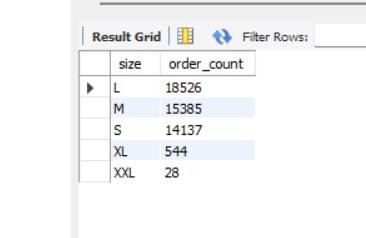 Result Grid Filter Rows:
size order_count
L 18526
M 15385
S 14137
XL 544
XXL 28